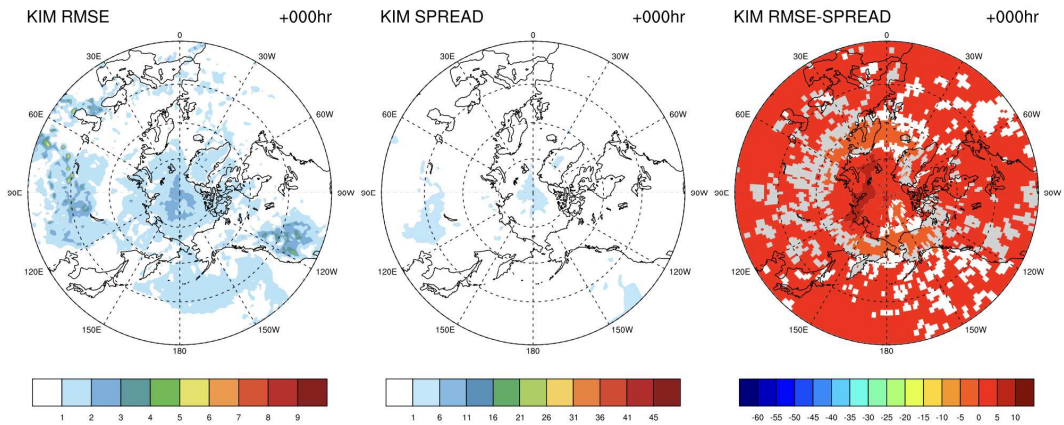 KIM RMSE +000hr
0
30E 30W
60E 60W
90E 90W
120E 120W
150E 150W
180
1 2 3 4 5 6 7 8 9
KIM SPREAD +000hr
0
30E 30W
60E 60W
90E 90W
120E 120W
150E 150W
180
1 6 11 16 21 26 31 36 41 45
KIM RMSE-SPREAD +000hr
0
30E 30W
60E 60W
90E 90W
120E 120W
150E 150W
180
-60 -55 -50 -45 -40 -35 -30 -25 -20 -15 -10 -5 0 5 10